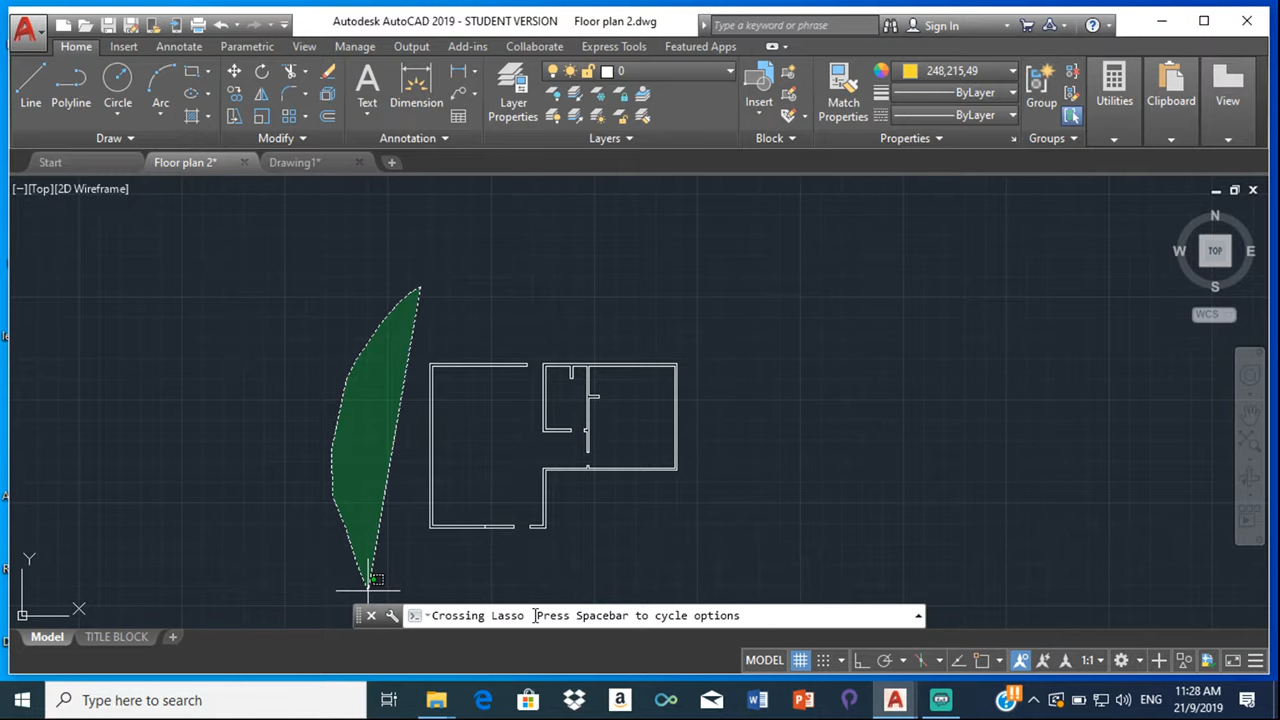 Autodesk AutoCAD 2019 - STUDENT VERSION Floor plan 2.dwg
Type a keyword or phrase
Sign In
Home Insert Annotate Parametric View Manage Output Add-ins Collaborate Express Tools Featured Apps
0
248,215,49
ByLayer
ByLayer
Line Polyline Circle Arc
Text Dimension
Layer Properties
Insert
Match Properties
Group
Utilities
Clipboard
View
Draw Modify Annotation Layers Block Properties Groups
Start Floor plan 2* Drawing1*
[−][Top][2D Wireframe]
N
W TOP E
S
WCS
Y
X
Crossing Lasso Press Spacebar to cycle options
Model TITLE BLOCK
MODEL 1:1
Type here to search
ENG
11:28 AM
21/9/2019